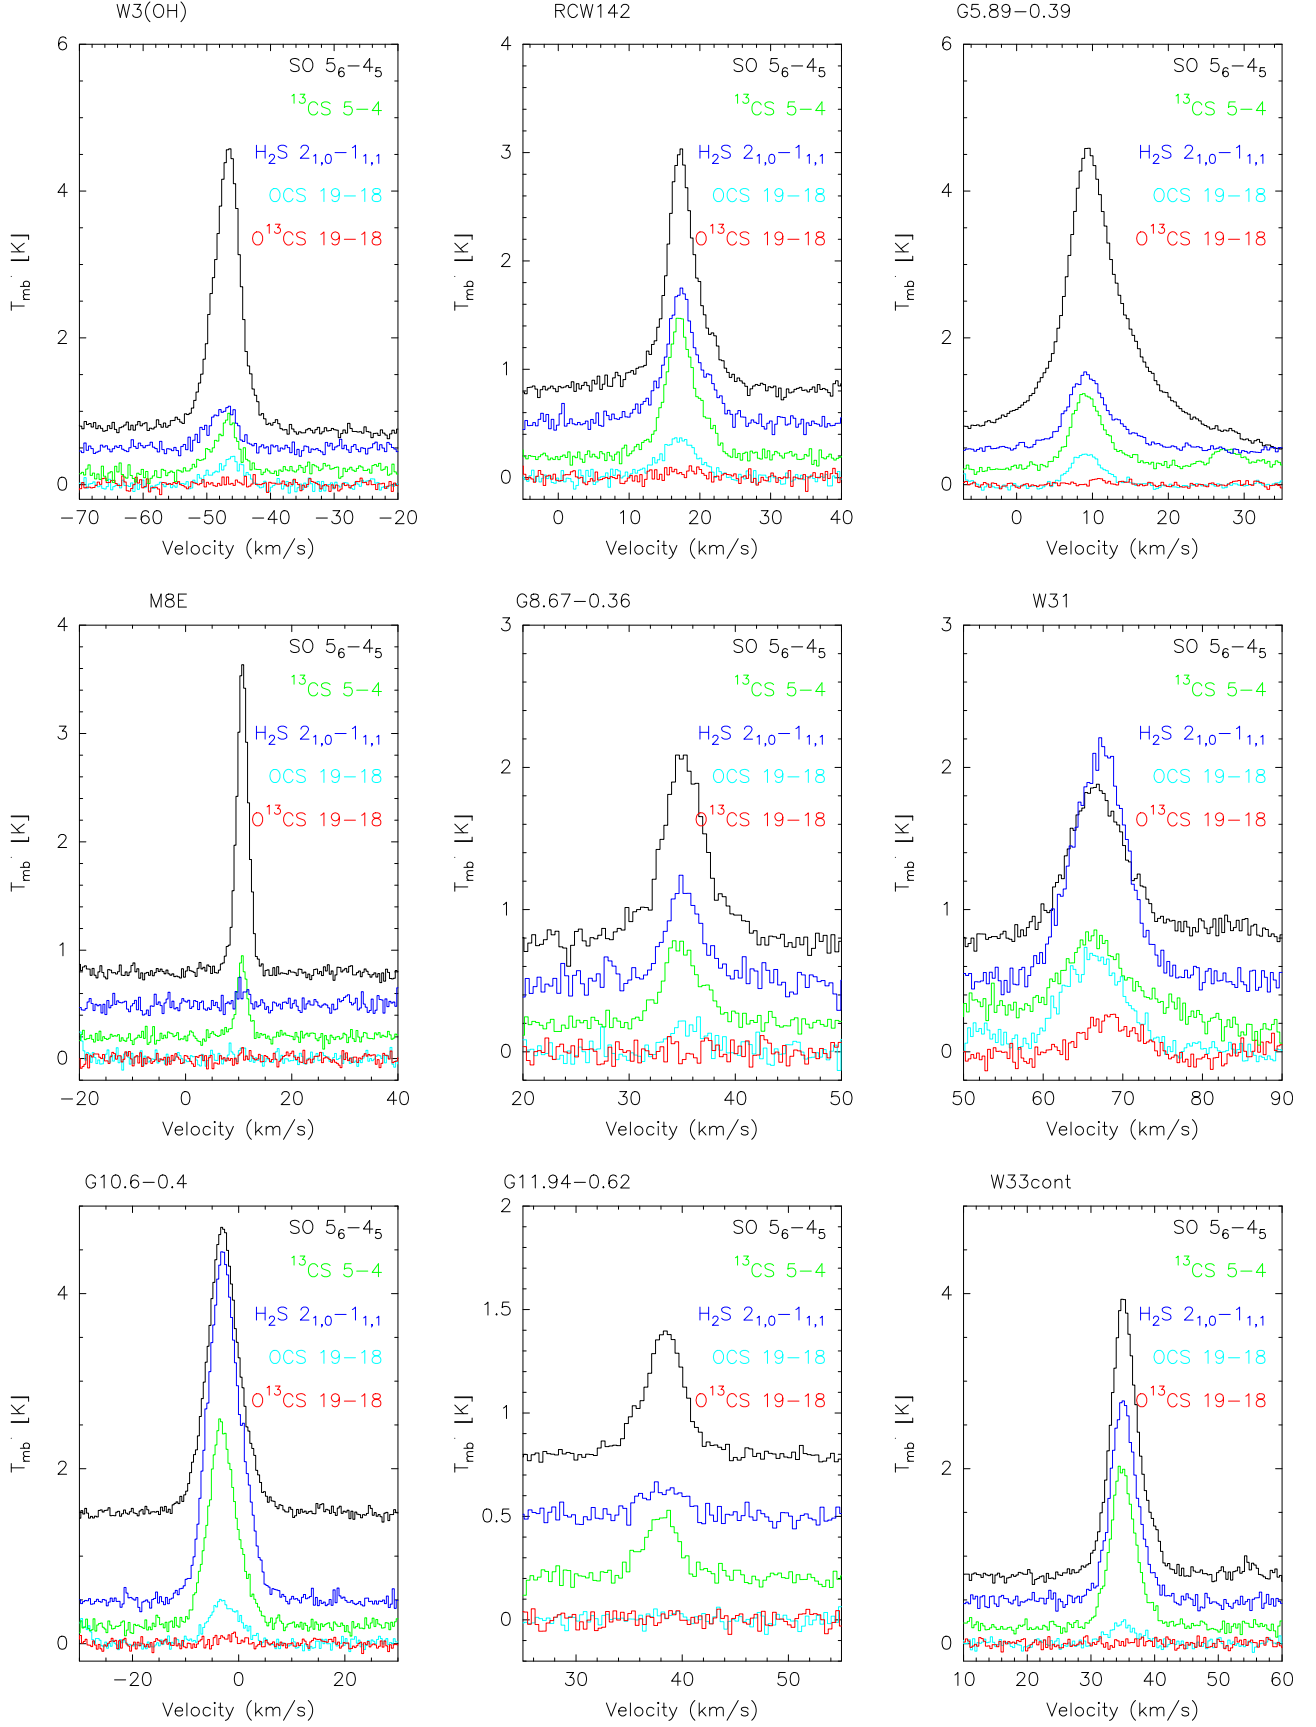 W3(OH) RCW142 G5.89−0.39
6 4
SO 5₆−4₅ SO 5₆−4₅ SO 5₆−4₅
¹³CS 5−4 ¹³CS 5−4 ¹³CS 5−4
H₂S 2₁,₀−1₁,₁ H₂S 2₁,₀−1₁,₁ H₂S 2₁,₀−1₁,₁
OCS 19−18 OCS 19−18 OCS 19−18
O¹³CS 19−18 O¹³CS 19−18 O¹³CS 19−18
4 3 4
2 2 2
0 1 0
0
6
T_mb [K] T_mb [K] T_mb [K]
−70 −60 −50 −40 −30 −20 0 10 20 30 40 0 10 20 30
Velocity (km/s) Velocity (km/s) Velocity (km/s)
M8E G8.67−0.36 W31
4 3 3
SO 5₆−4₅ SO 5₆−4₅ SO 5₆−4₅
¹³CS 5−4 ¹³CS 5−4 ¹³CS 5−4
H₂S 2₁,₀−1₁,₁ H₂S 2₁,₀−1₁,₁ H₂S 2₁,₀−1₁,₁
OCS 19−18 OCS 19−18 OCS 19−18
O¹³CS 19−18 O¹³CS 19−18 O¹³CS 19−18
3 2 2
2 1 1
1 0 0
0
T_mb [K] T_mb [K] T_mb [K]
−20 0 20 40 20 30 40 50 50 60 70 80 90
Velocity (km/s) Velocity (km/s) Velocity (km/s)
G10.6−0.4 G11.94−0.62 W33cont
2
SO 5₆−4₅ SO 5₆−4₅ SO 5₆−4₅
¹³CS 5−4 ¹³CS 5−4 ¹³CS 5−4
H₂S 2₁,₀−1₁,₁ H₂S 2₁,₀−1₁,₁ H₂S 2₁,₀−1₁,₁
OCS 19−18 OCS 19−18 OCS 19−18
O¹³CS 19−18 O¹³CS 19−18 O¹³CS 19−18
4 1.5 4
2 1 2
0 0.5 0
0
T_mb [K] T_mb [K] T_mb [K]
−20 0 20 30 40 50 10 20 30 40 50 60
Velocity (km/s) Velocity (km/s) Velocity (km/s)